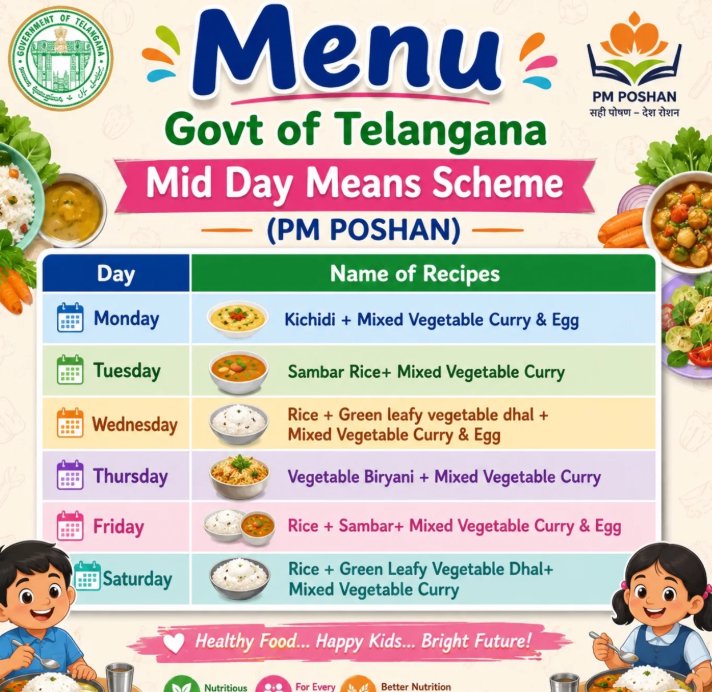 GOVERNMENT OF TELANGANA
Menu
PM POSHAN
सही पोषण – देश रोशन
Govt of Telangana
Mid Day Means Scheme
(PM POSHAN)
Day Name of Recipes
Monday Kichidi + Mixed Vegetable Curry & Egg
Tuesday Sambar Rice+ Mixed Vegetable Curry
Wednesday Rice + Green leafy vegetable dhal +
Mixed Vegetable Curry & Egg
Thursday Vegetable Biryani + Mixed Vegetable Curry
Friday Rice + Sambar+ Mixed Vegetable Curry & Egg
Saturday Rice + Green Leafy Vegetable Dhal+
Mixed Vegetable Curry
Healthy Food... Happy Kids... Bright Future!
Nutritious For Every Better Nutrition